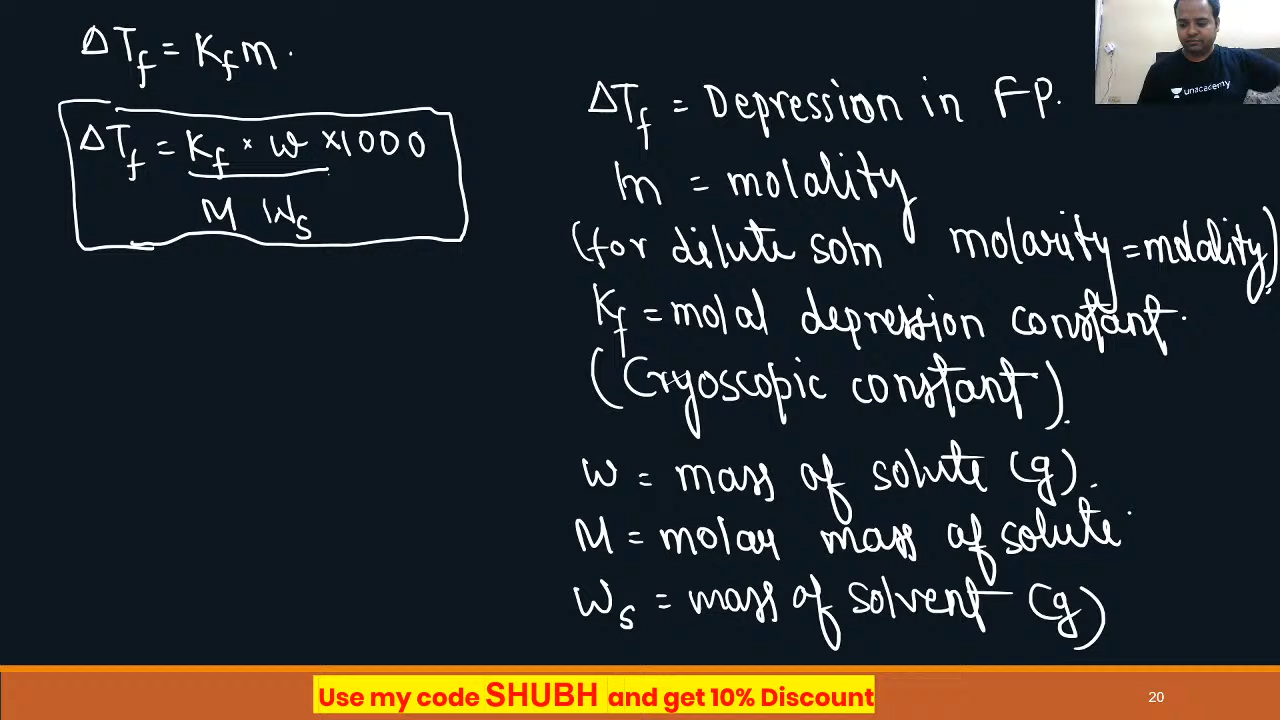 ΔTf = Kf m.
ΔTf = Kf × w × 1000
M Ws
ΔTf = Depression in FP.
m = molality
(for dilute soln molarity = molality).
Kf = molal depression constant.
(Cryoscopic constant).
w = mass of solute (g).
M = molar mass of solute.
Ws = mass of solvent (g)
unacademy
Use my code SHUBH and get 10% Discount
20